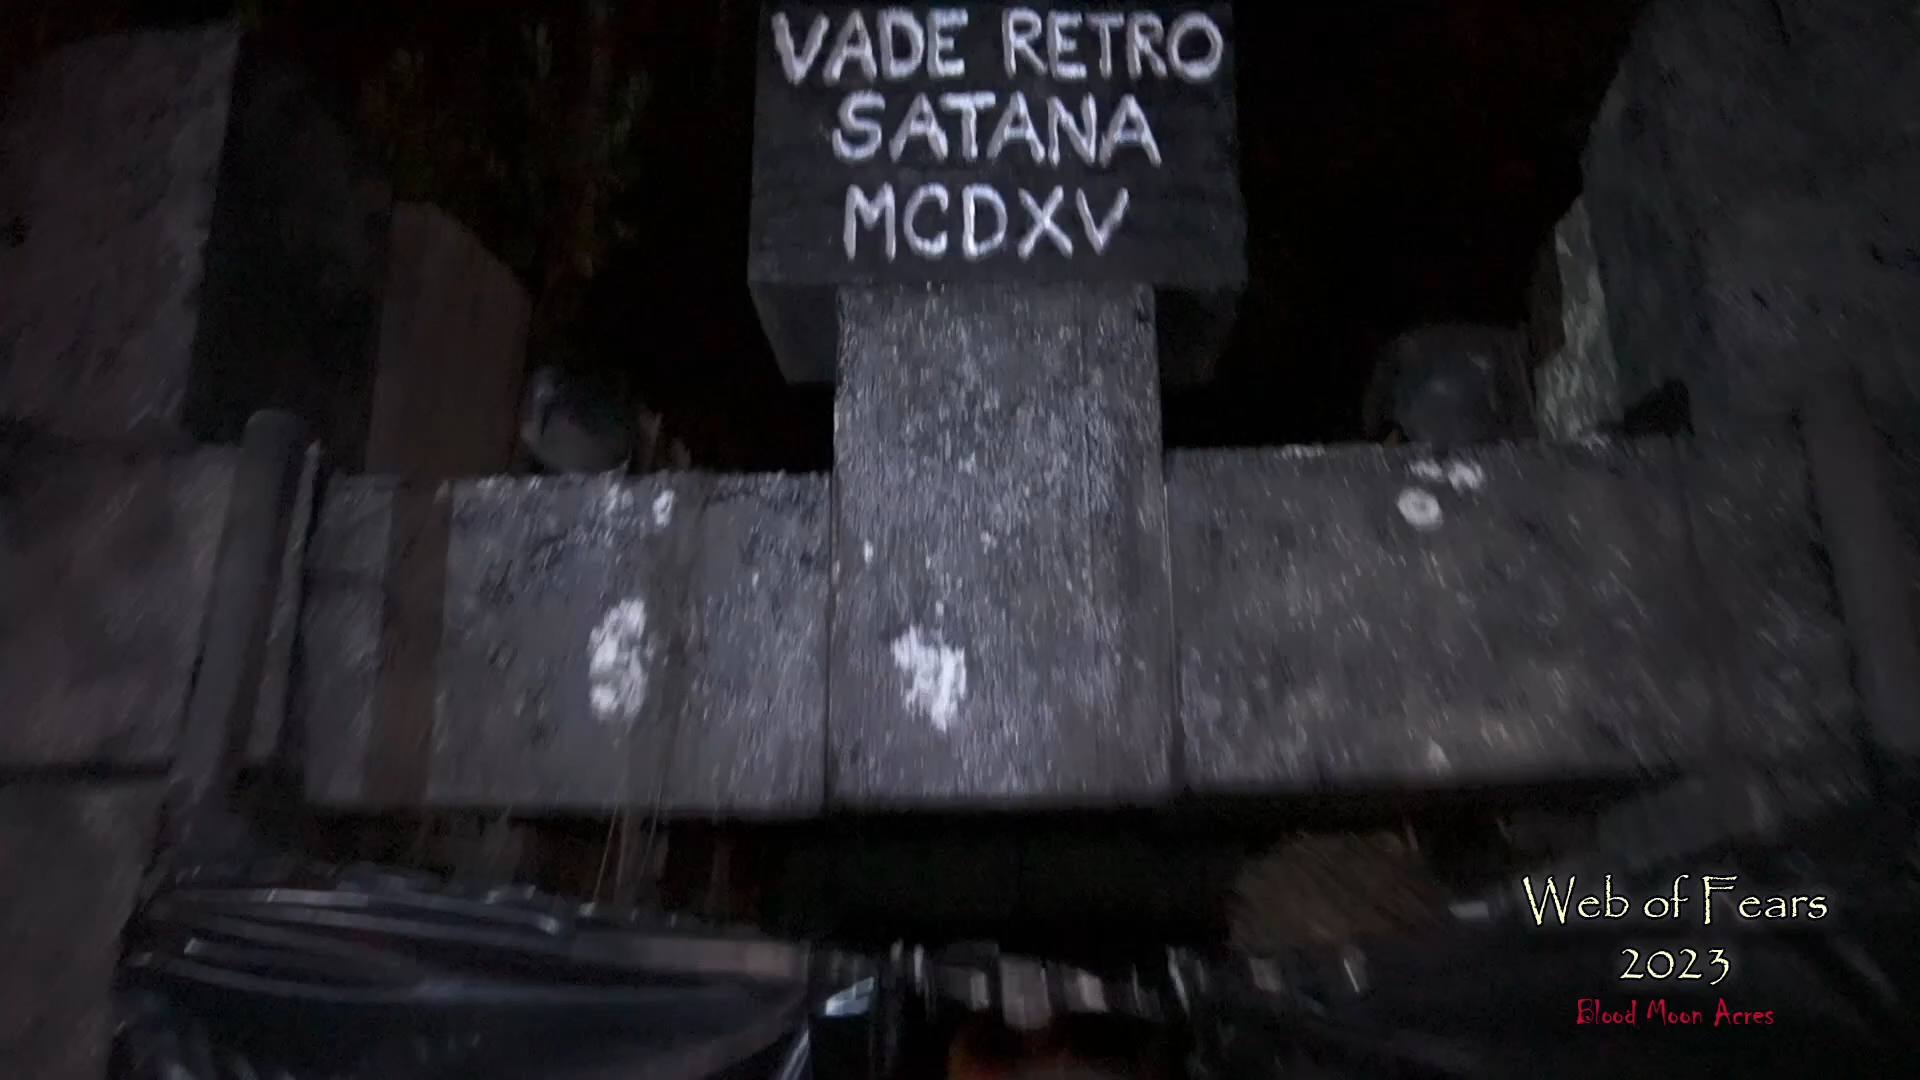 VADE RETRO
SATANA
MCDXV
Web of Fears
2023
Blood Moon Acres